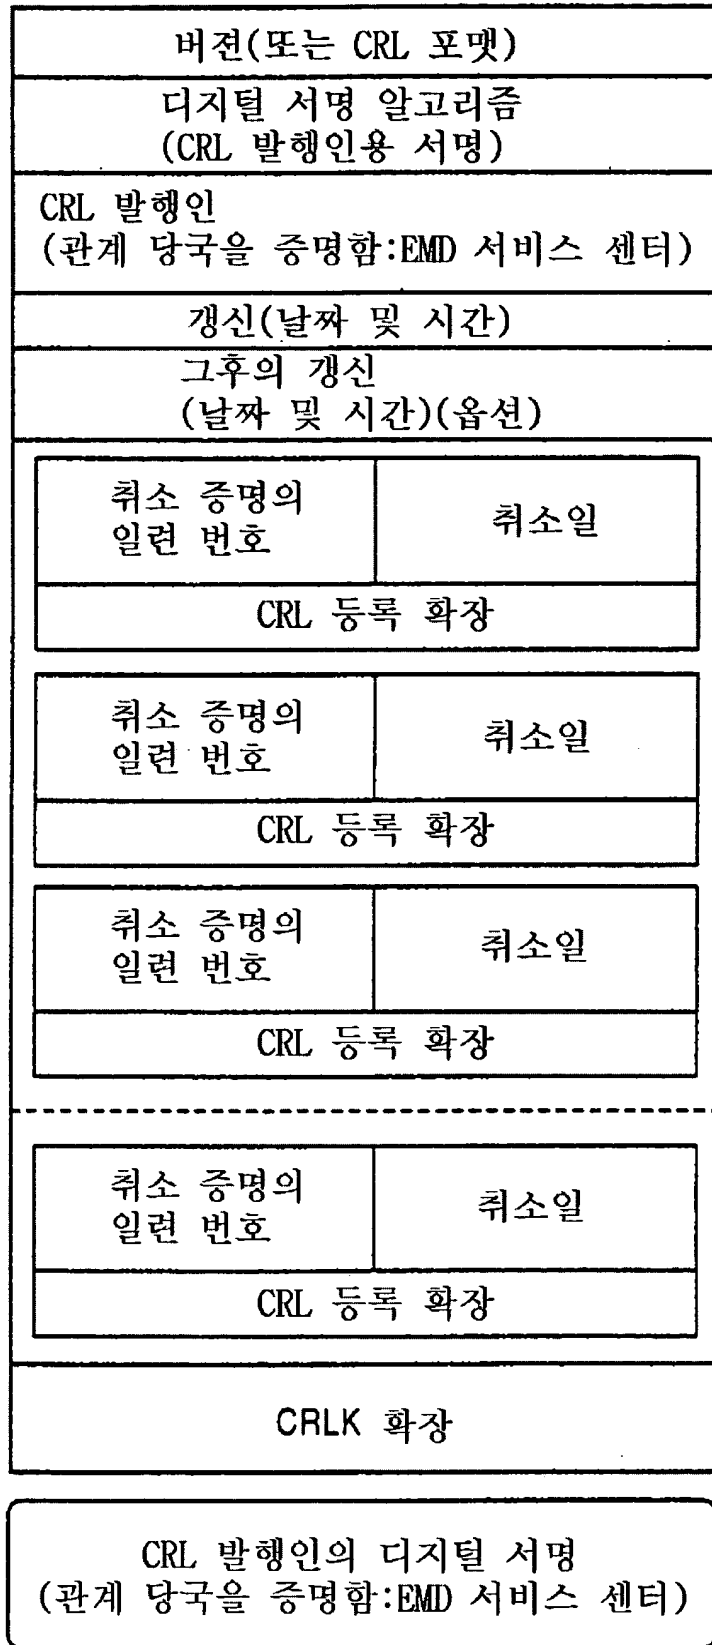 버젼(또는 CRL 포맷)
디지털 서명 알고리즘
(CRL 발행인용 서명)
CRL 발행인
(관계 당국을 증명함:EMD 서비스 센터)
갱신(날짜 및 시간)
그후의 갱신
(날짜 및 시간)(옵션)
취소 증명의
일련 번호
취소일
CRL 등록 확장
취소 증명의
일련 번호
취소일
CRL 등록 확장
취소 증명의
일련 번호
취소일
CRL 등록 확장
취소 증명의
일련 번호
취소일
CRL 등록 확장
CRLK 확장
CRL 발행인의 디지털 서명
(관계 당국을 증명함:EMD 서비스 센터)